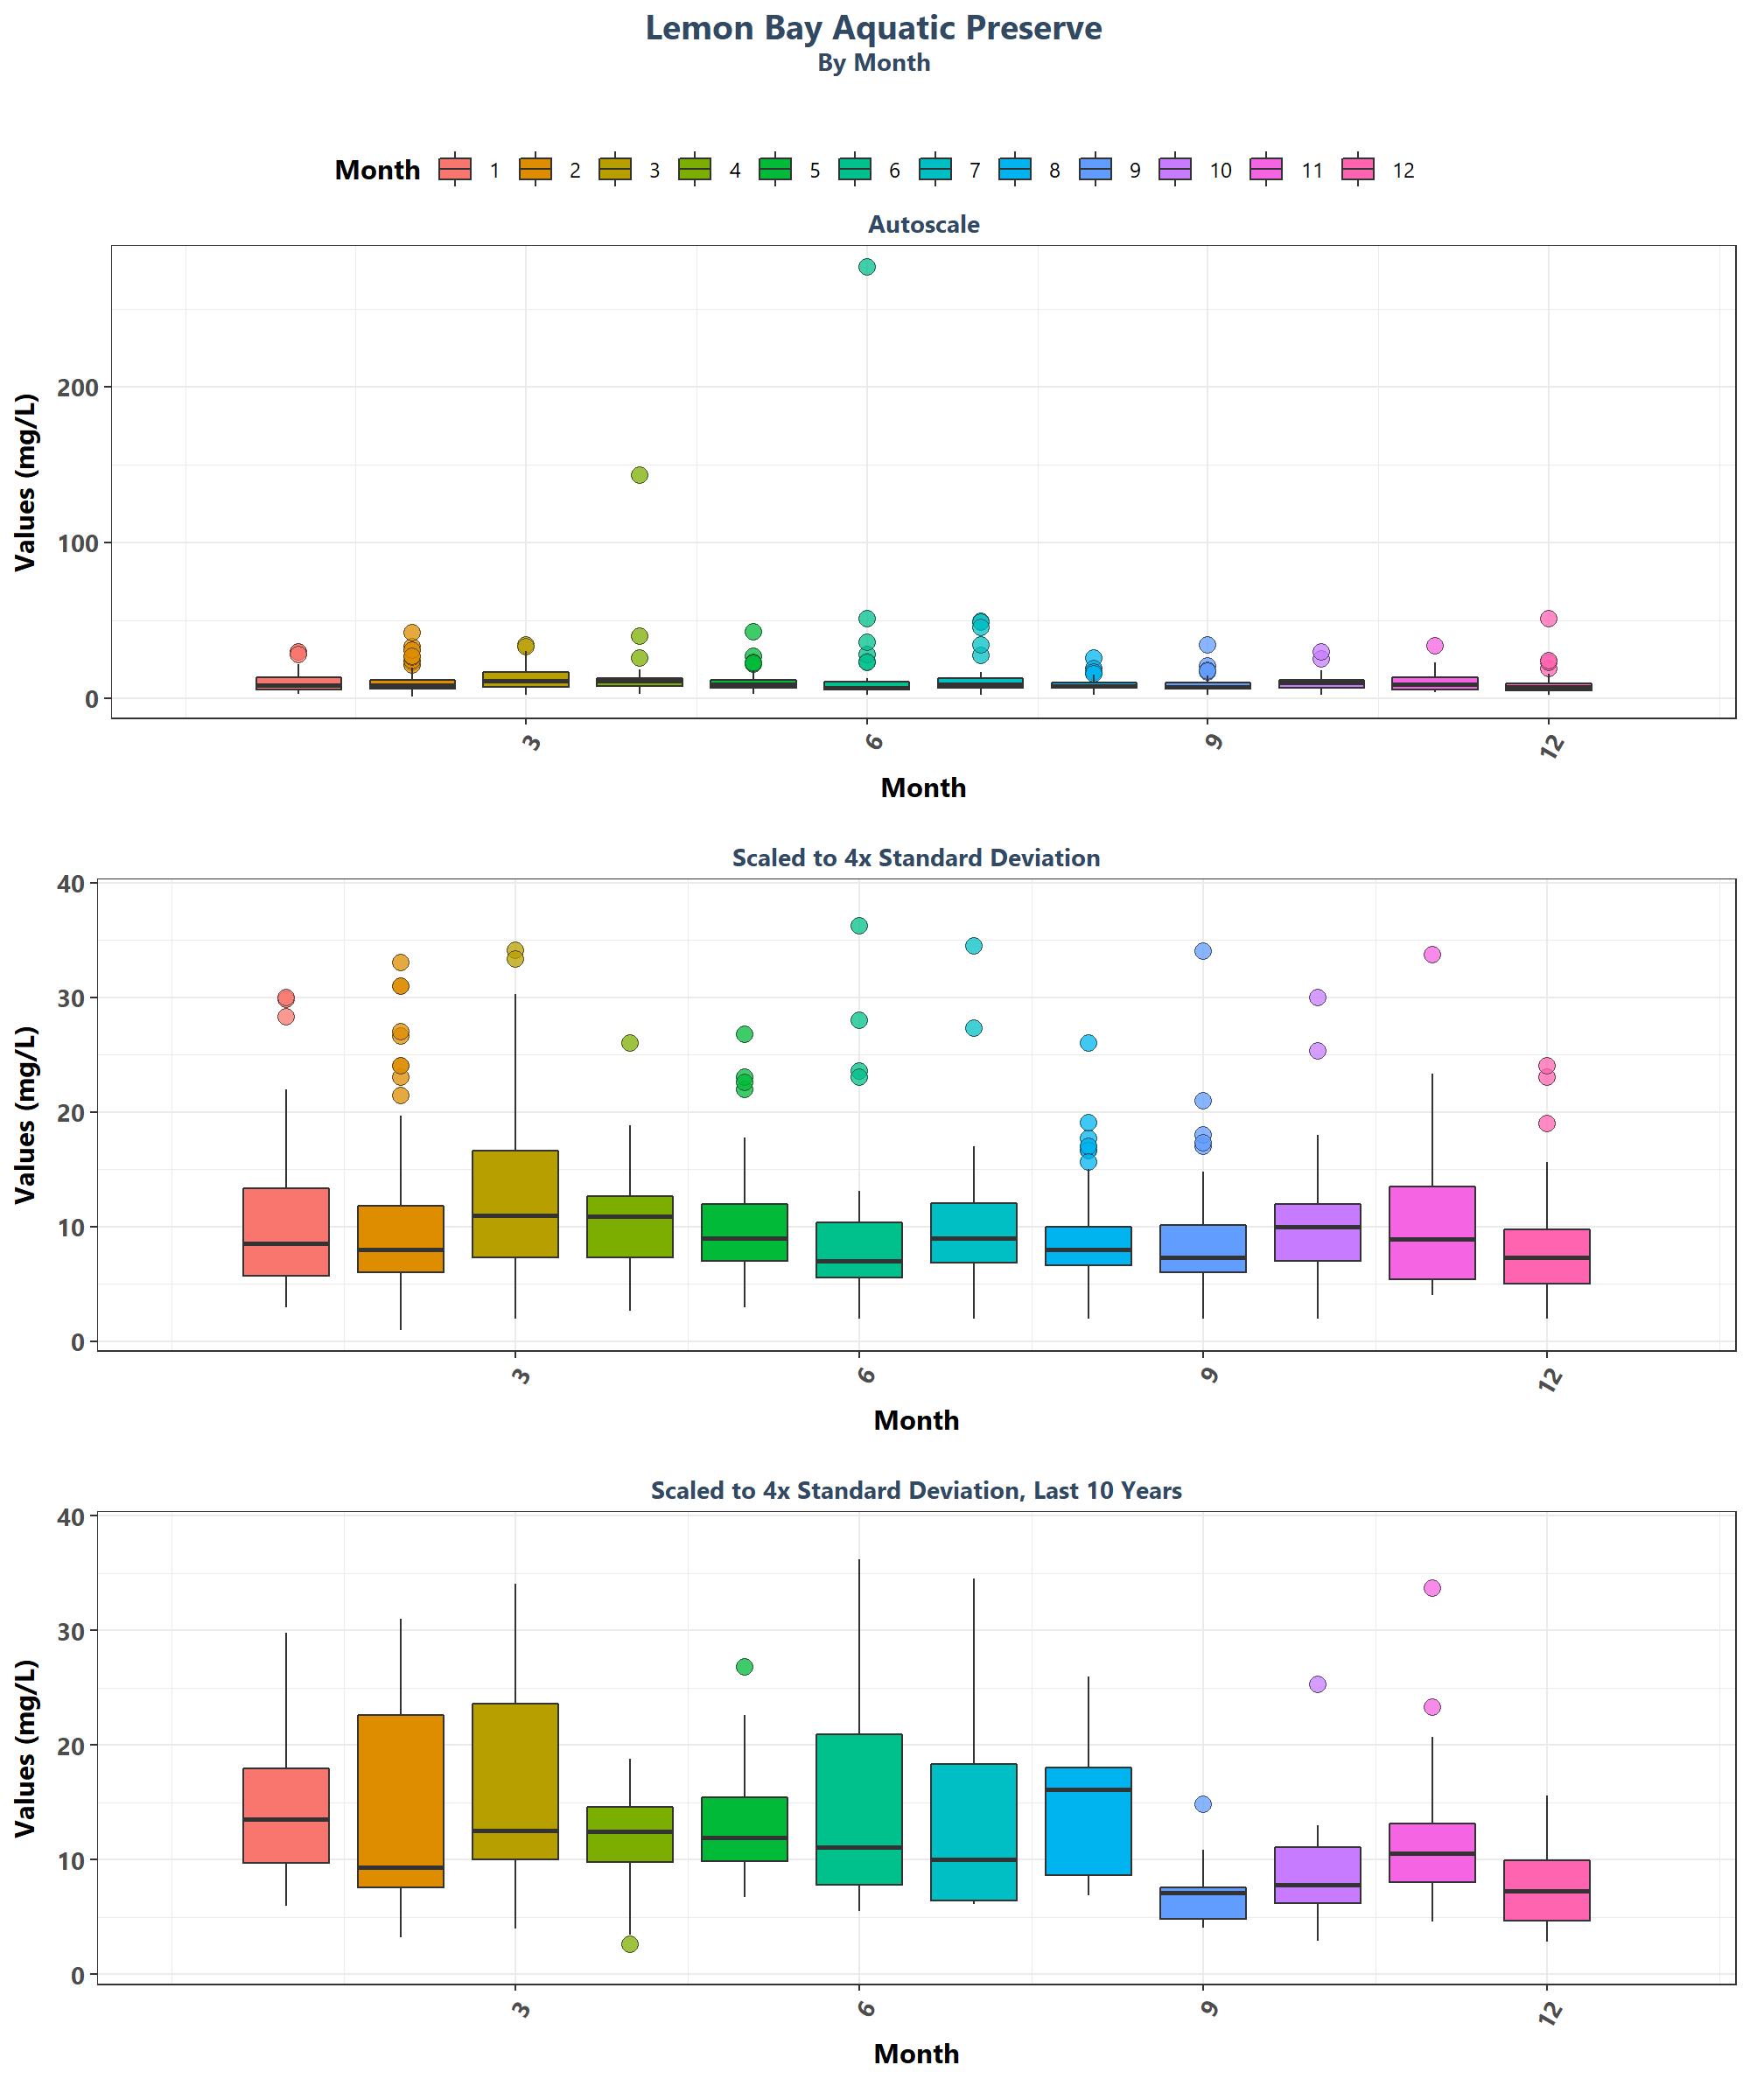 Lemon Bay Aquatic Preserve
By Month
Month 1 2 3 4 5 6 7 8 9 10 11 12
Autoscale
Values (mg/L)
200
100
0
3 6 9 12
Month
Scaled to 4x Standard Deviation
Values (mg/L)
40
30
20
10
0
3 6 9 12
Month
Scaled to 4x Standard Deviation, Last 10 Years
Values (mg/L)
40
30
20
10
0
3 6 9 12
Month